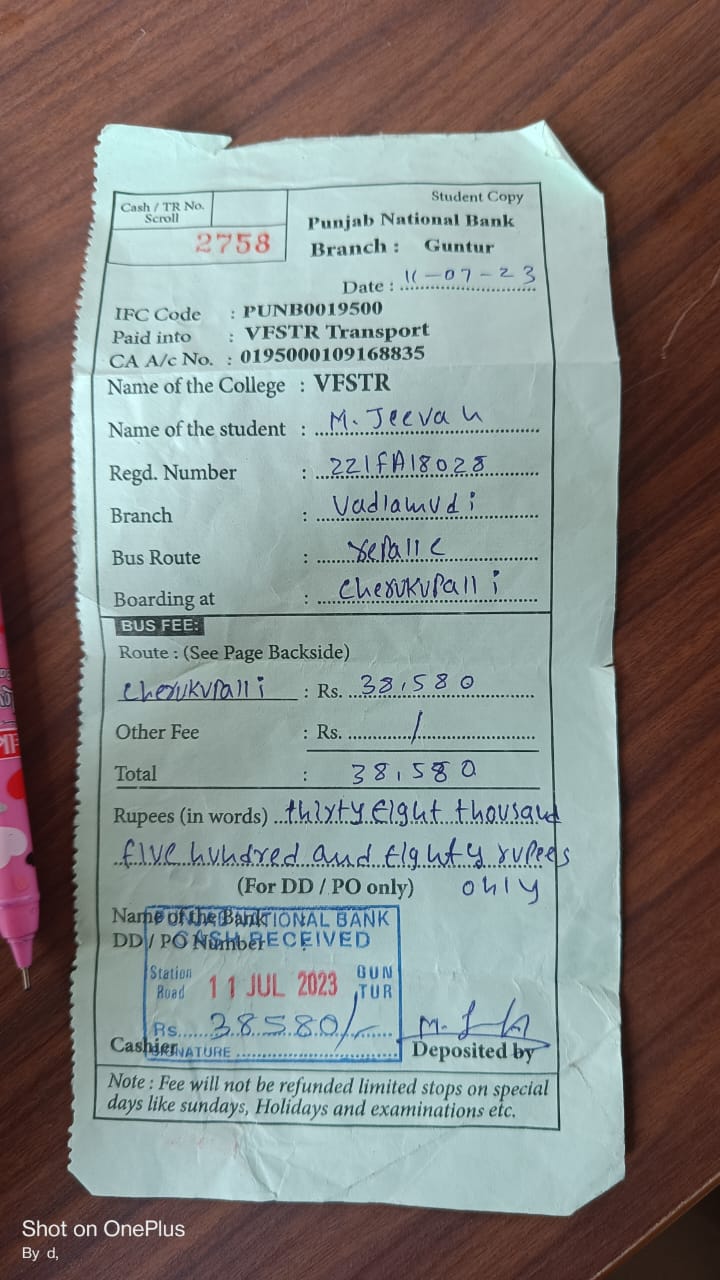 Student Copy
Cash / TR No.
Scroll
2758
Punjab National Bank
Branch : Guntur
Date : 11-07-23
IFC Code : PUNB0019500
Paid into : VFSTR Transport
CA A/c No. : 0195000109168835
Name of the College : VFSTR
Name of the student : M. Jeevan
Regd. Number : 221FA18028
Branch : Vadlamudi
Bus Route : repalle
Boarding at : Cherukupalli
BUS FEE:
Route : (See Page Backside)
cherukupalli : Rs. 38,580
Other Fee : Rs. /
Total : 38,580
Rupees (in words) thirty Eight thousand
five hundred and Eighty rupees
only
(For DD / PO only)
Name of the Bank
DD / PO Number
NATIONAL BANK
CASH RECEIVED
Station Road 11 JUL 2023 GUNTUR
Rs. 38580/-
Cashier
SIGNATURE
Deposited by
Note : Fee will not be refunded limited stops on special
days like sundays, Holidays and examinations etc.
Shot on OnePlus
By d,